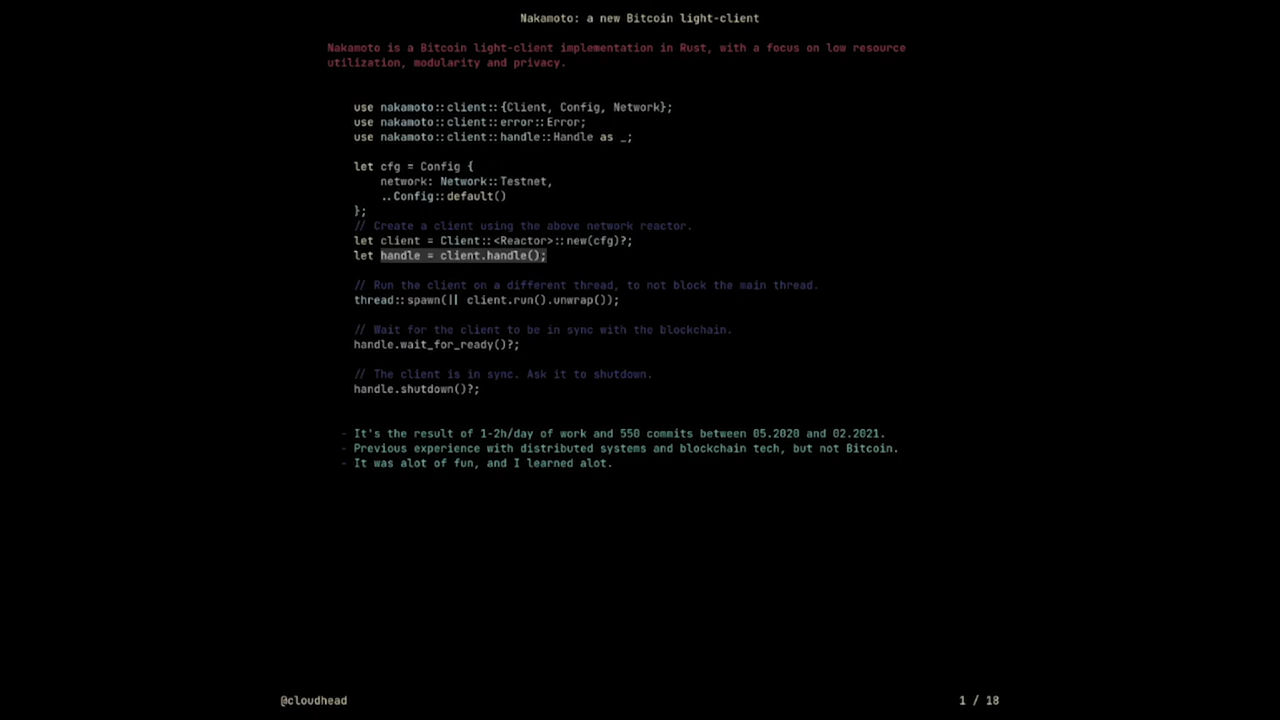 Nakamoto: a new Bitcoin light-client
Nakamoto is a Bitcoin light-client implementation in Rust, with a focus on low resource
utilization, modularity and privacy.
use nakamoto::client::{Client, Config, Network};
use nakamoto::client::error::Error;
use nakamoto::client::handle::Handle as _;
let cfg = Config {
    network: Network::Testnet,
    ..Config::default()
};
// Create a client using the above network reactor.
let client = Client::<Reactor>::new(cfg)?;
let handle = client.handle();
// Run the client on a different thread, to not block the main thread.
thread::spawn(|| client.run().unwrap());
// Wait for the client to be in sync with the blockchain.
handle.wait_for_ready()?;
// The client is in sync. Ask it to shutdown.
handle.shutdown()?;
- It's the result of 1-2h/day of work and 550 commits between 05.2020 and 02.2021.
- Previous experience with distributed systems and blockchain tech, but not Bitcoin.
- It was alot of fun, and I learned alot.
@cloudhead
1 / 18